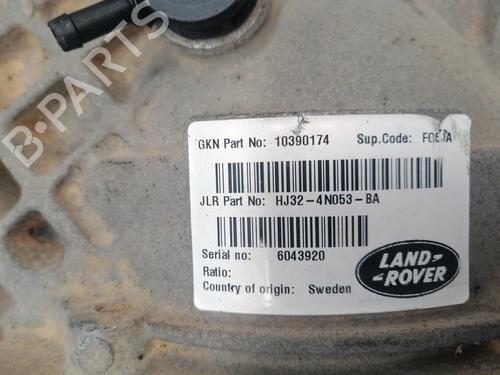 GKN Part No: 10390174 Sup.Code:
JLR Part No: HJ32-4N053-BA
Serial no: 6043920
Ratio:
Country of origin: Sweden
LAND-
-ROVER
B-PARTS